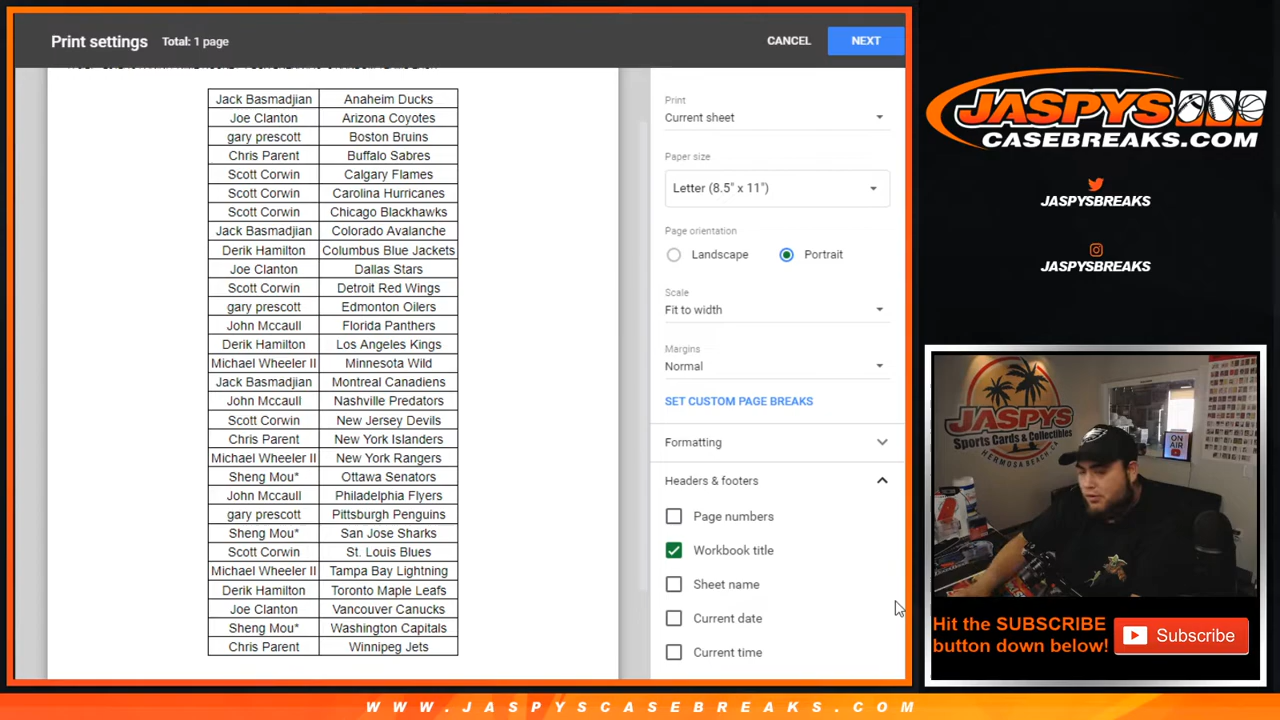 Print settings Total: 1 page CANCEL NEXT
Jack Basmadjian Anaheim Ducks
Joe Clanton Arizona Coyotes
gary prescott Boston Bruins
Chris Parent Buffalo Sabres
Scott Corwin Calgary Flames
Scott Corwin Carolina Hurricanes
Scott Corwin Chicago Blackhawks
Jack Basmadjian Colorado Avalanche
Derik Hamilton Columbus Blue Jackets
Joe Clanton Dallas Stars
Scott Corwin Detroit Red Wings
gary prescott Edmonton Oilers
John Mccaull Florida Panthers
Derik Hamilton Los Angeles Kings
Michael Wheeler II Minnesota Wild
Jack Basmadjian Montreal Canadiens
John Mccaull Nashville Predators
Scott Corwin New Jersey Devils
Chris Parent New York Islanders
Michael Wheeler II New York Rangers
Sheng Mou* Ottawa Senators
John Mccaull Philadelphia Flyers
gary prescott Pittsburgh Penguins
Sheng Mou* San Jose Sharks
Scott Corwin St. Louis Blues
Michael Wheeler II Tampa Bay Lightning
Derik Hamilton Toronto Maple Leafs
Joe Clanton Vancouver Canucks
Sheng Mou* Washington Capitals
Chris Parent Winnipeg Jets
Print
Current sheet
Paper size
Letter (8.5" x 11")
Page orientation
Landscape Portrait
Scale
Fit to width
Margins
Normal
SET CUSTOM PAGE BREAKS
Formatting
Headers & footers
Page numbers
Workbook title
Sheet name
Current date
Current time
JASPYS
CASEBREAKS.COM
JASPYSBREAKS
JASPYSBREAKS
JASPYS
Sports Cards & Collectibles
HERMOSA BEACH CA
ON AIR
Hit the SUBSCRIBE
button down below!
Subscribe
WWW.JASPYSCASEBREAKS.COM